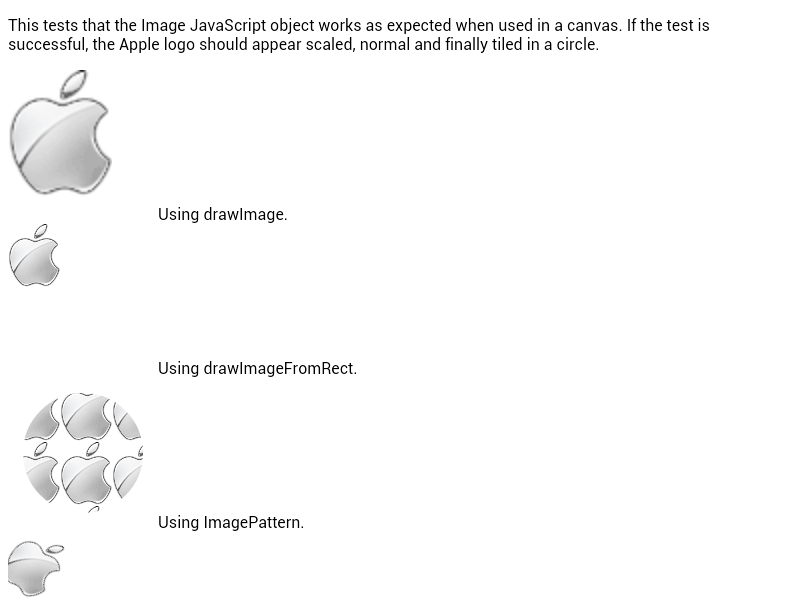 This tests that the Image JavaScript object works as expected when used in a canvas. If the test is
successful, the Apple logo should appear scaled, normal and finally tiled in a circle.
Using drawImage.
Using drawImageFromRect.
Using ImagePattern.